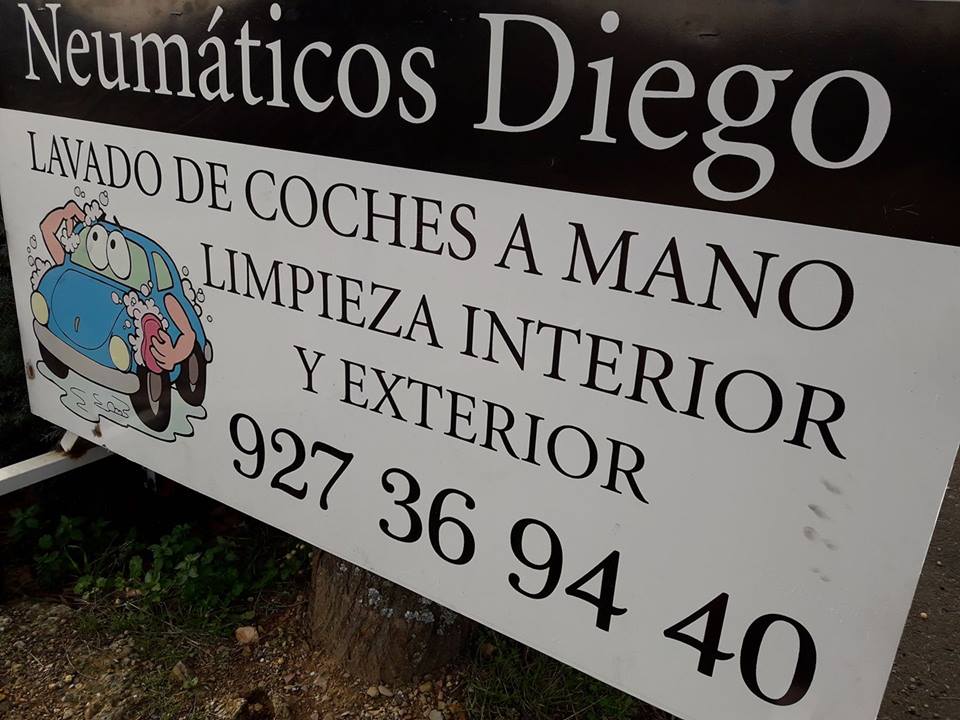 Neumáticos Diego
LAVADO DE COCHES A MANO
LIMPIEZA INTERIOR
Y EXTERIOR
927 36 94 40